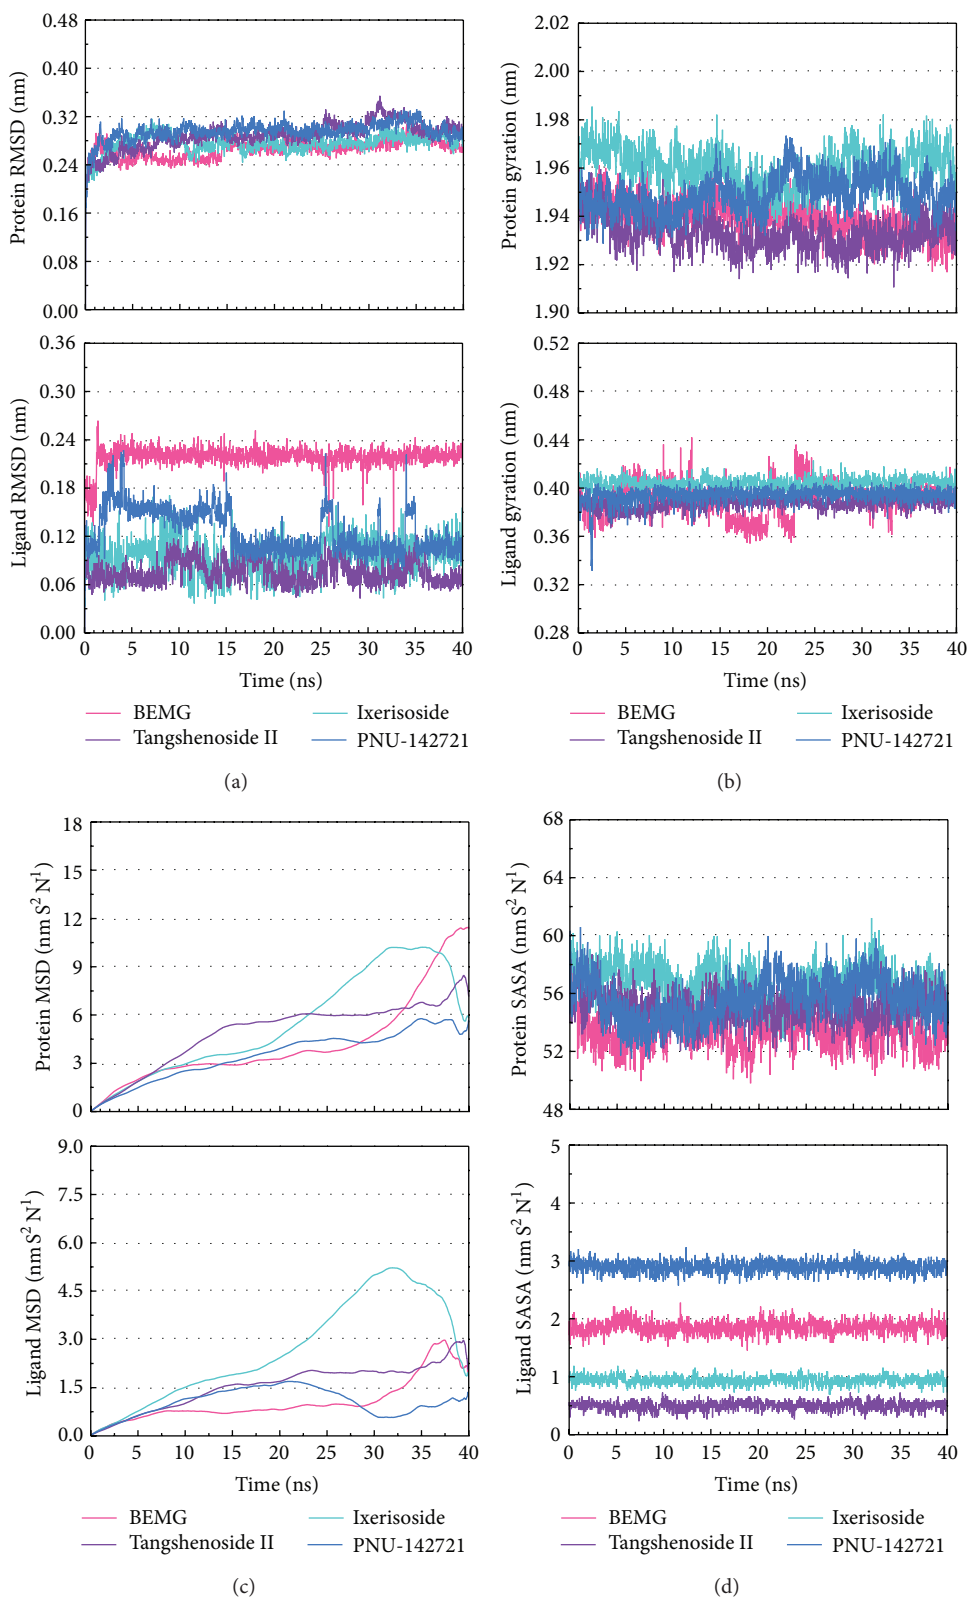 Protein RMSD (nm)
0.48
0.40
0.32
0.24
0.16
0.08
0.00
Ligand RMSD (nm)
0.36
0.30
0.24
0.18
0.12
0.06
0.00
0 5 10 15 20 25 30 35 40
Time (ns)
BEMG
Ixerisoside
Tangshenoside II
PNU-142721
(a)
Protein gyration (nm)
2.02
2.00
1.98
1.96
1.94
1.92
1.90
Ligand gyration (nm)
0.52
0.48
0.44
0.40
0.36
0.32
0.28
0 5 10 15 20 25 30 35 40
Time (ns)
BEMG
Ixerisoside
Tangshenoside II
PNU-142721
(b)
Protein MSD (nm S² N¹)
18
15
12
9
6
3
0
Ligand MSD (nm S² N¹)
9.0
7.5
6.0
4.5
3.0
1.5
0.0
0 5 10 15 20 25 30 35 40
Time (ns)
BEMG
Ixerisoside
Tangshenoside II
PNU-142721
(c)
Protein SASA (nm S² N¹)
68
64
60
56
52
48
Ligand SASA (nm S² N¹)
5
4
3
2
1
0
0 5 10 15 20 25 30 35 40
Time (ns)
BEMG
Ixerisoside
Tangshenoside II
PNU-142721
(d)